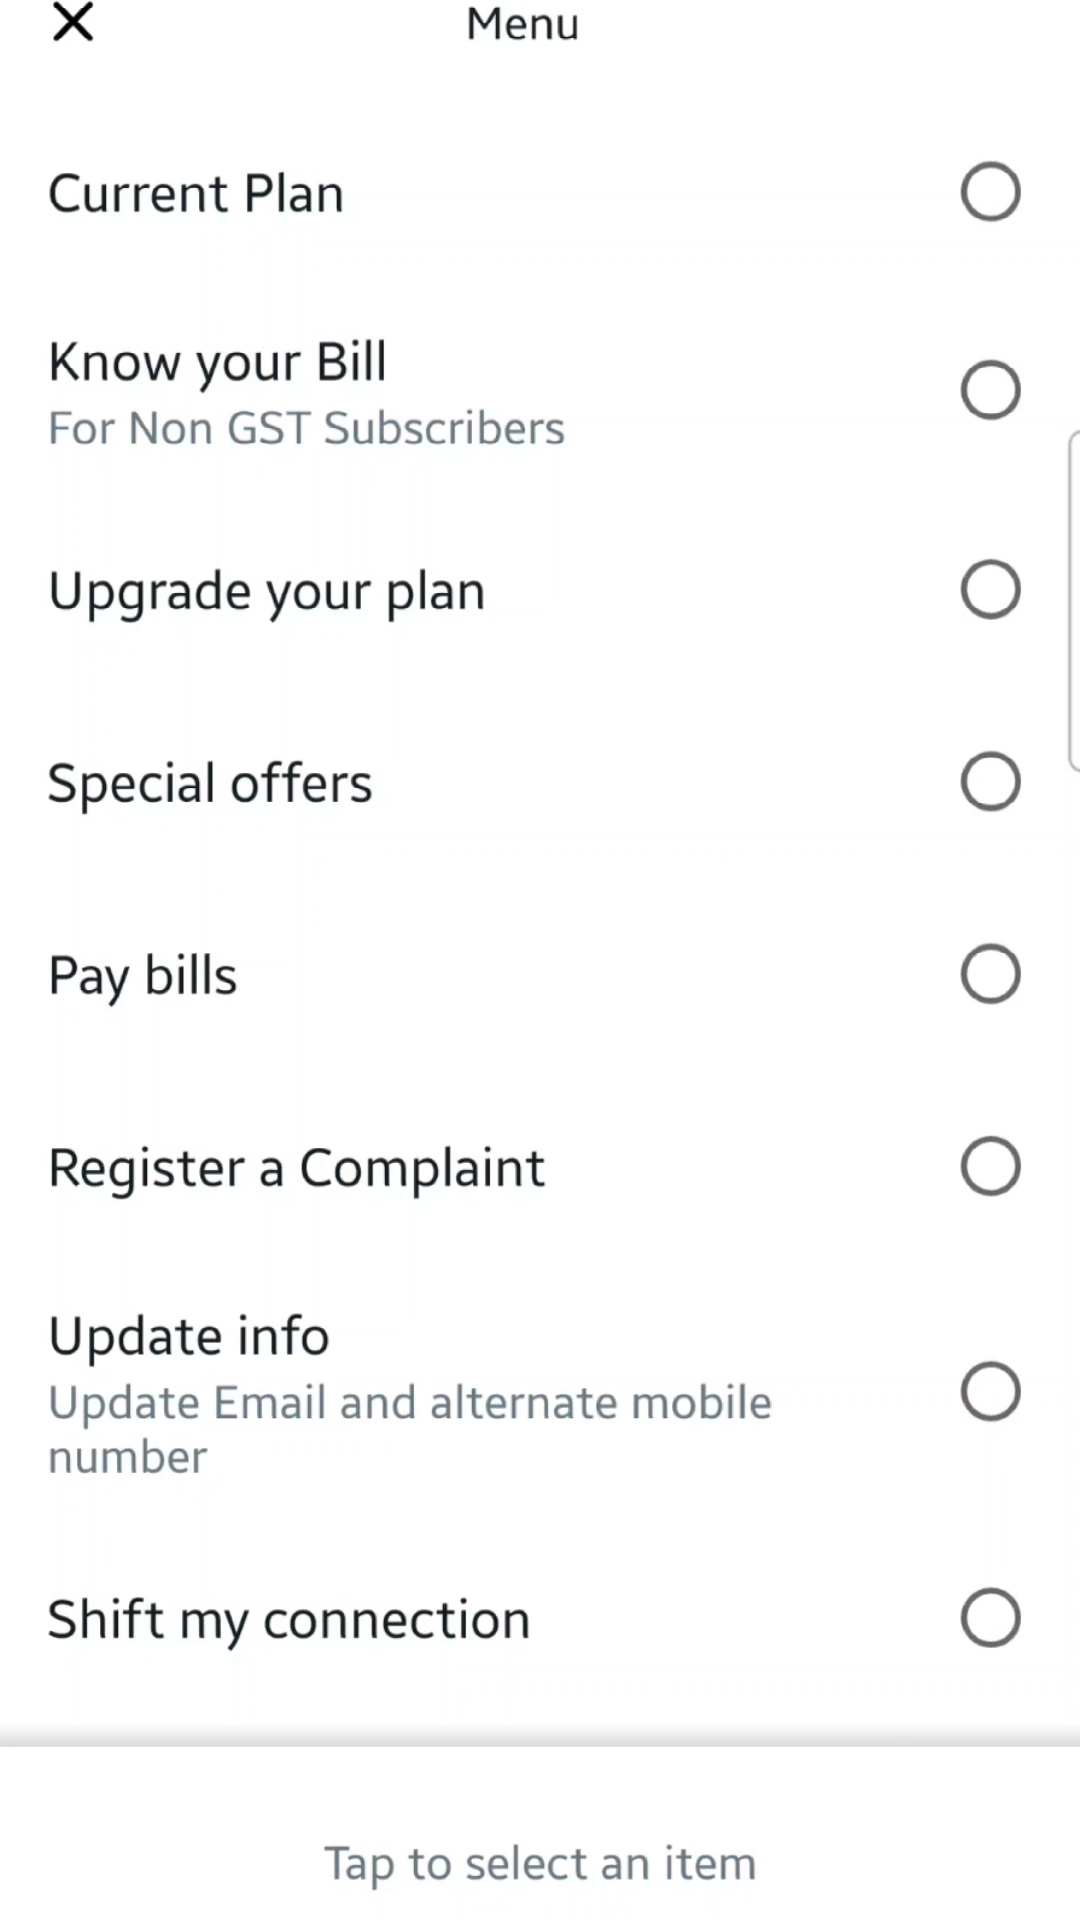 Menu
Current Plan
Know your Bill
For Non GST Subscribers
Upgrade your plan
Special offers
Pay bills
Register a Complaint
Update info
Update Email and alternate mobile
number
Shift my connection
Tap to select an item